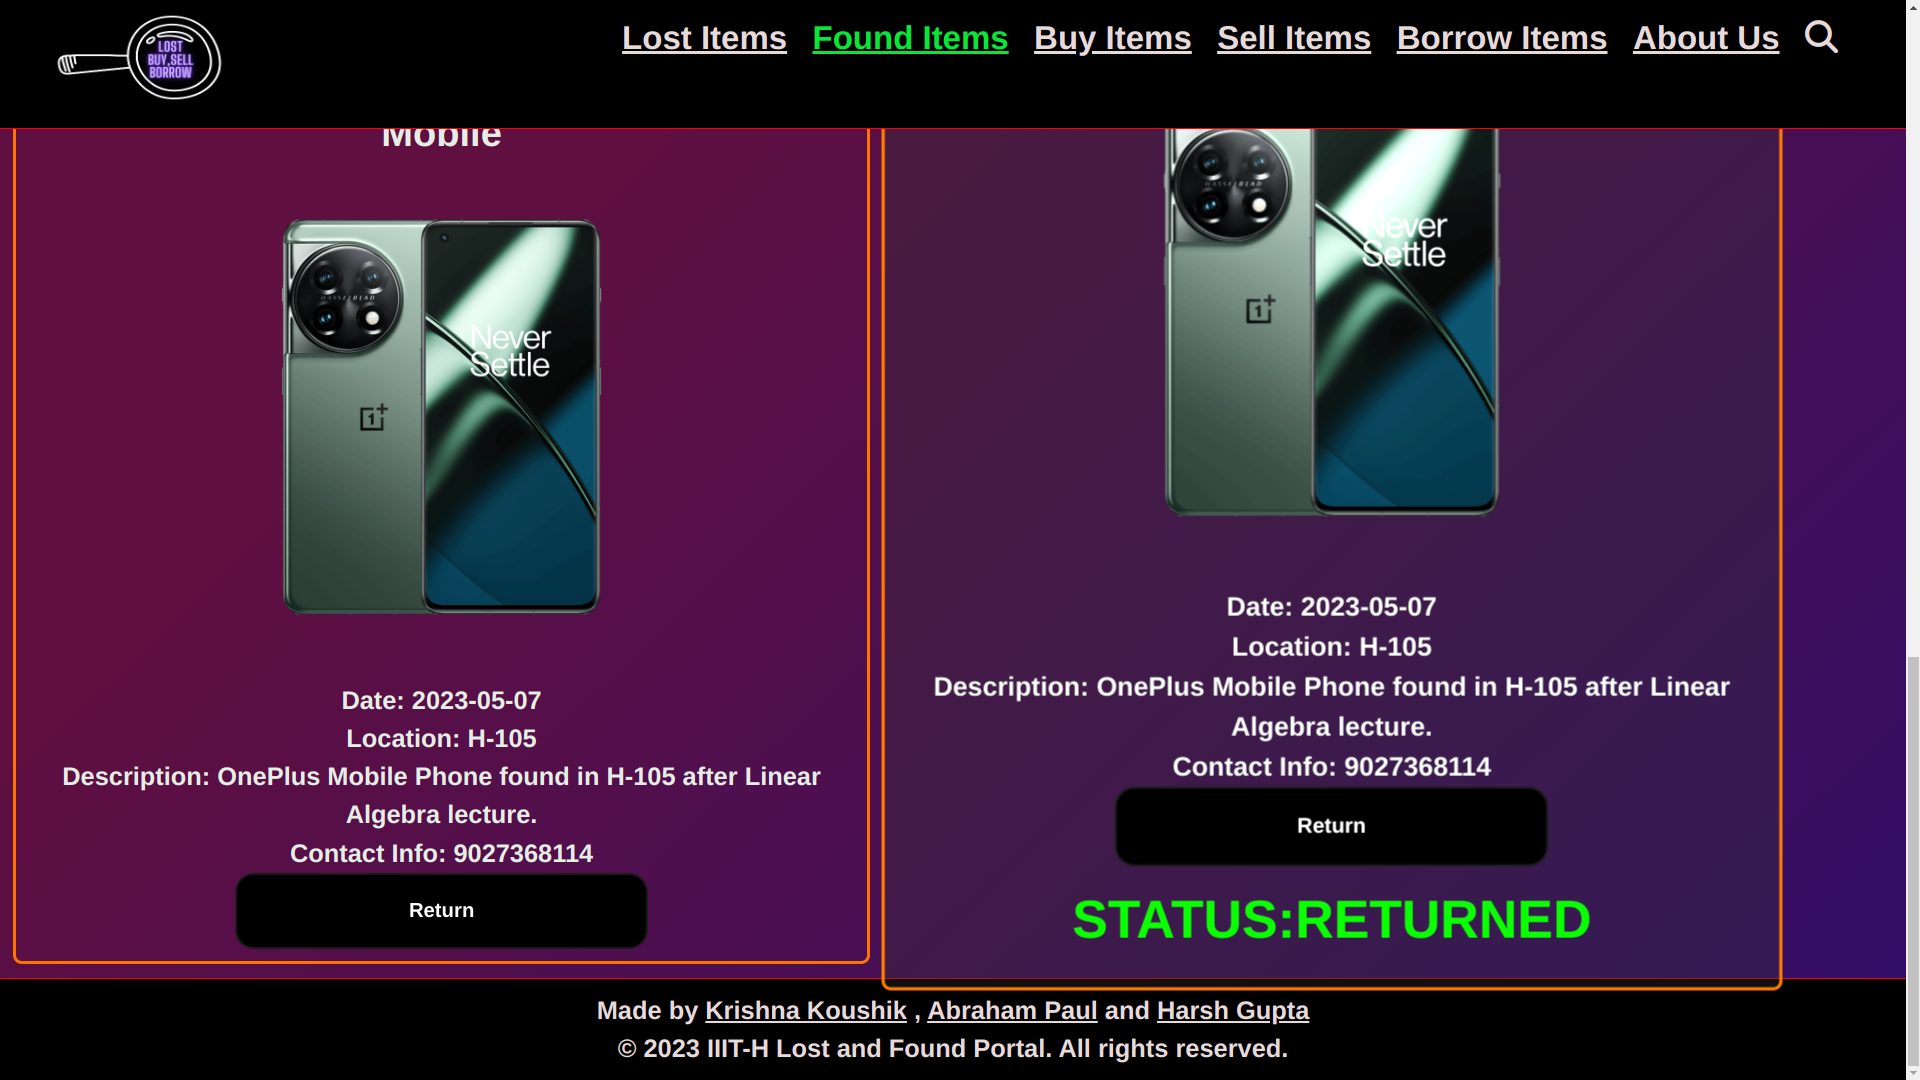 LOST
BUY,SELL
BORROW
Lost Items
Found Items
Buy Items
Sell Items
Borrow Items
About Us
Mobile
HASSELBLAD
Never
Settle
1+
Date: 2023-05-07
Location: H-105
Description: OnePlus Mobile Phone found in H-105 after Linear
Algebra lecture.
Contact Info: 9027368114
Return
HASSELBLAD
Never
Settle
1+
Date: 2023-05-07
Location: H-105
Description: OnePlus Mobile Phone found in H-105 after Linear
Algebra lecture.
Contact Info: 9027368114
Return
STATUS:RETURNED
Made by Krishna Koushik , Abraham Paul and Harsh Gupta
© 2023 IIIT-H Lost and Found Portal. All rights reserved.